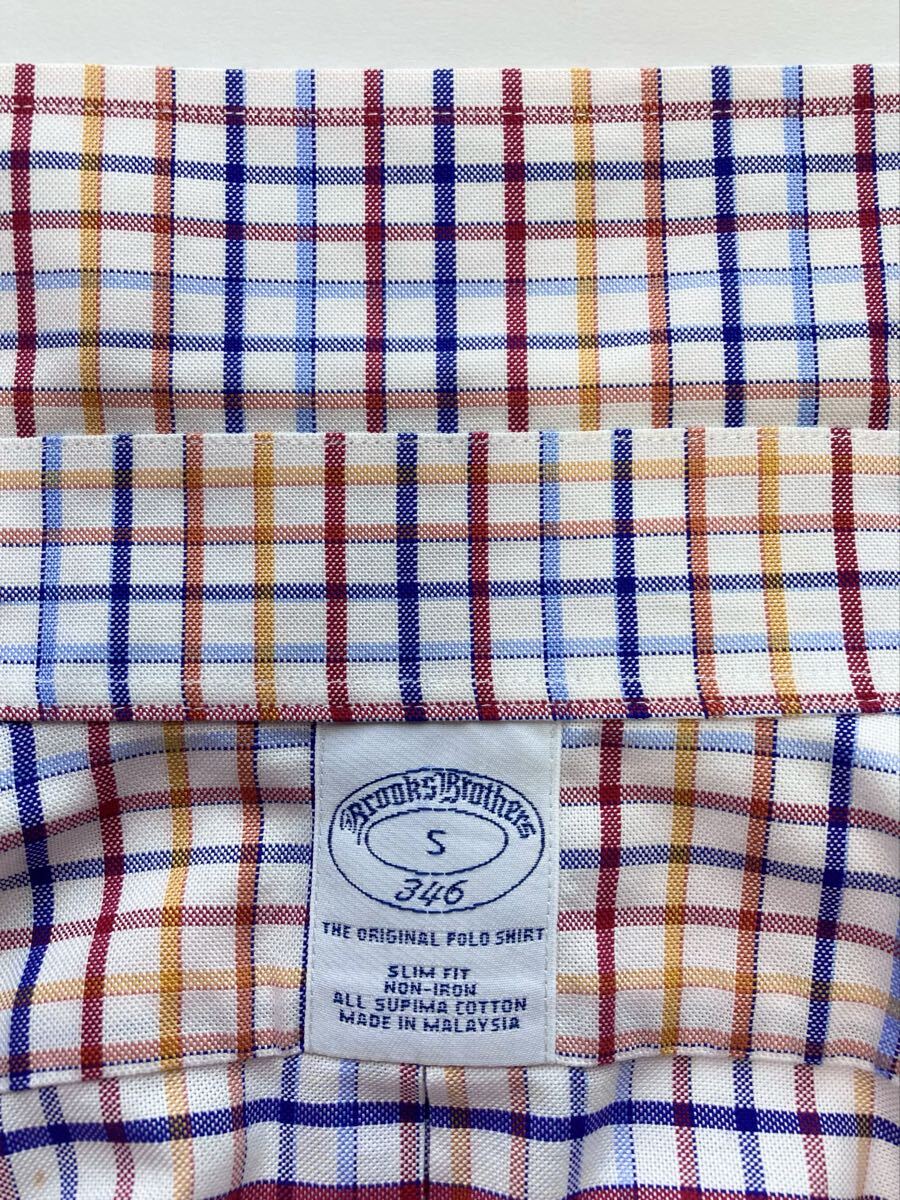 Brooks Brothers
S
346
THE ORIGINAL POLO SHIRT
SLIM FIT
NON-IRON
ALL SUPIMA COTTON
MADE IN MALAYSIA